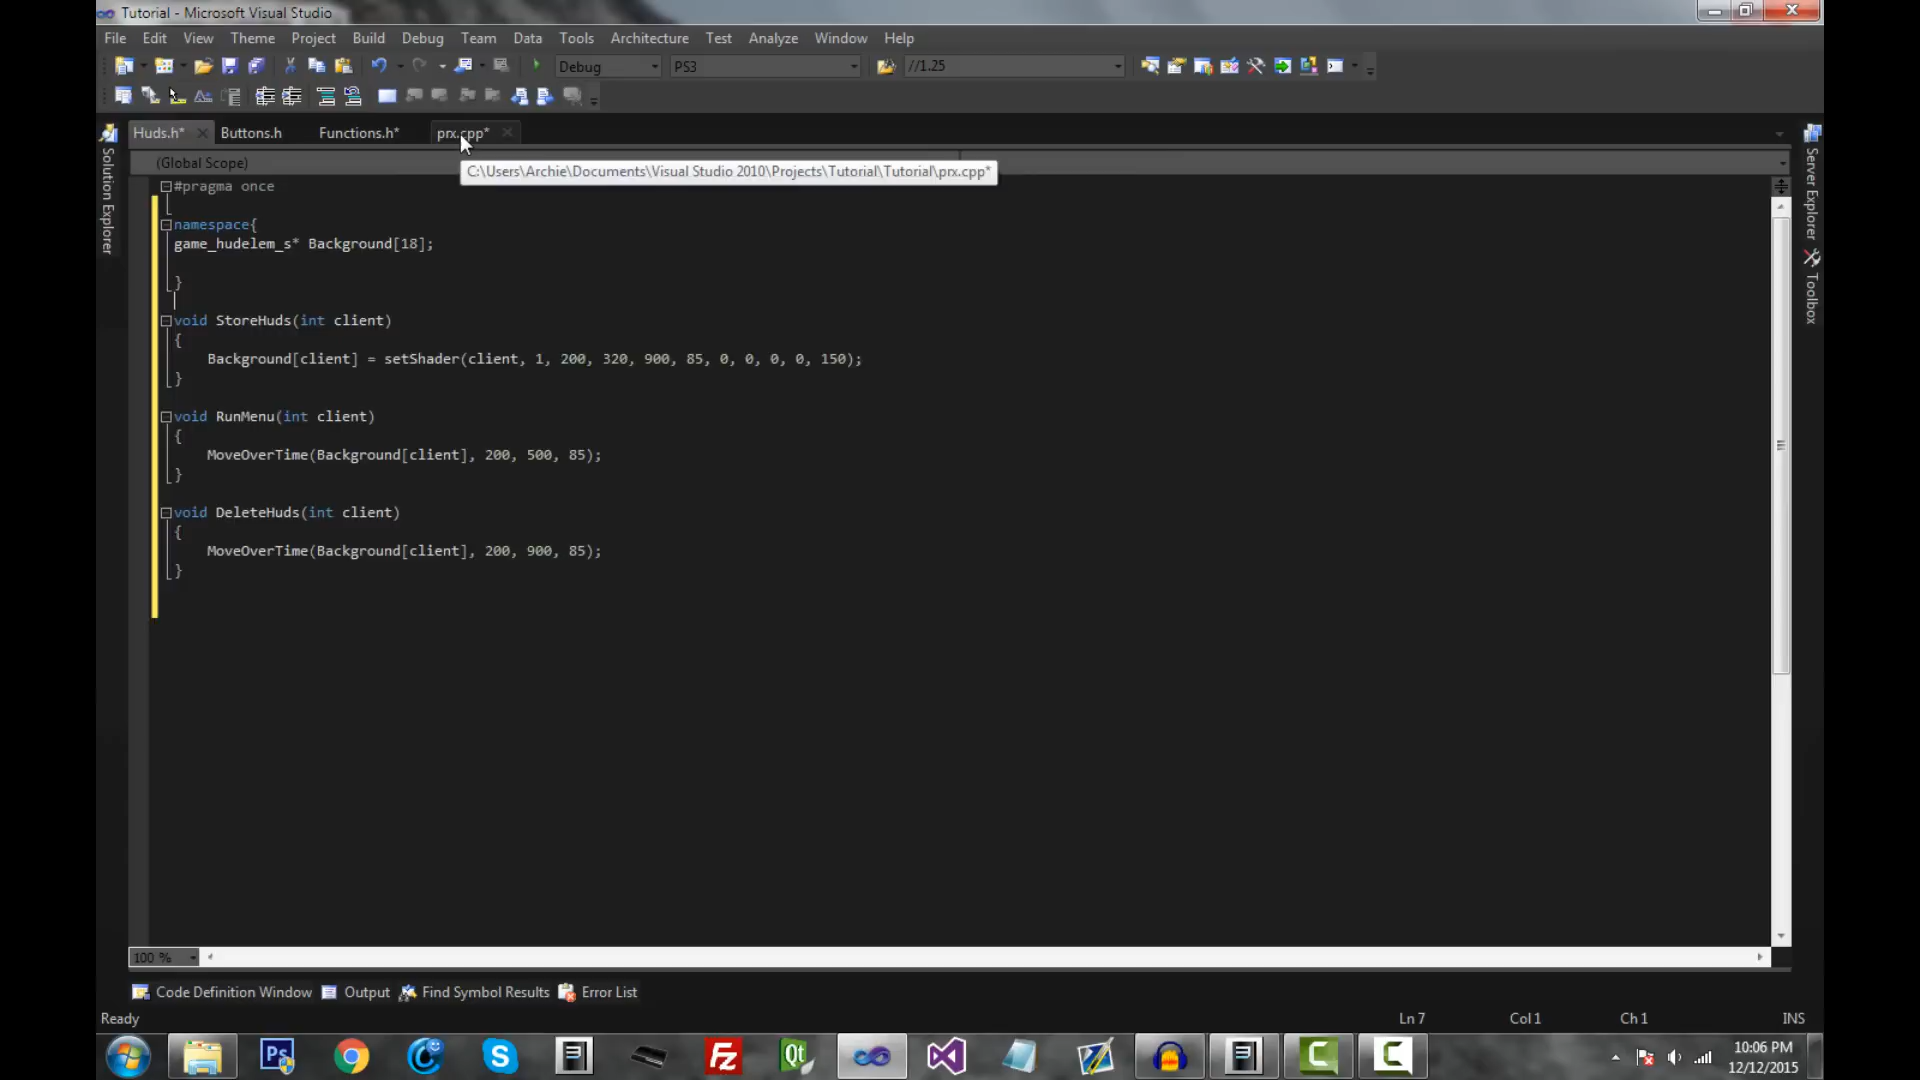 Tutorial - Microsoft Visual Studio
File Edit View Theme Project Build Debug Team Data Tools Architecture Test Analyze Window Help
Debug PS3 //1.25
Huds.h* Buttons.h Functions.h* prx.cpp*
(Global Scope)
C:\Users\Archie\Documents\Visual Studio 2010\Projects\Tutorial\Tutorial\prx.cpp*
#pragma once
namespace{
game_hudelem_s* Background[18];
}
void StoreHuds(int client)
{
Background[client] = setShader(client, 1, 200, 320, 900, 85, 0, 0, 0, 0, 150);
}
void RunMenu(int client)
{
MoveOverTime(Background[client], 200, 500, 85);
}
void DeleteHuds(int client)
{
MoveOverTime(Background[client], 200, 900, 85);
}
Solution Explorer
Server Explorer
Toolbox
100 %
Code Definition Window Output Find Symbol Results Error List
Ready Ln 7 Col 1 Ch 1 INS
Ps S Fz Qt C C
10:06 PM
12/12/2015